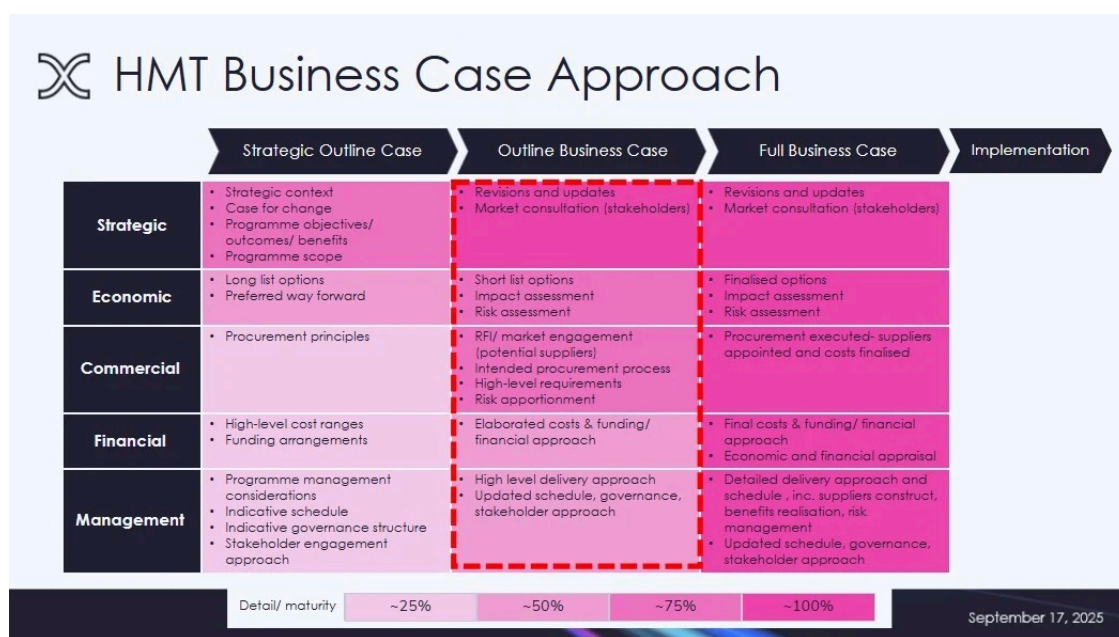 HMT Business Case Approach
Strategic Outline Case
Outline Business Case
Full Business Case
Implementation
Strategic
• Strategic context
• Case for change
• Programme objectives/
outcomes/ benefits
• Programme scope
• Revisions and updates
• Market consultation (stakeholders)
• Revisions and updates
• Market consultation (stakeholders)
Economic
• Long list options
• Preferred way forward
• Short list options
• Impact assessment
• Risk assessment
• Finalised options
• Impact assessment
• Risk assessment
Commercial
• Procurement principles
• RFI/ market engagement
(potential suppliers)
• Intended procurement process
• High-level requirements
• Risk apportionment
• Procurement executed- suppliers
appointed and costs finalised
Financial
• High-level cost ranges
• Funding arrangements
• Elaborated costs & funding/
financial approach
• Final costs & funding/ financial
approach
• Economic and financial appraisal
Management
• Programme management
considerations
• Indicative schedule
• Indicative governance structure
• Stakeholder engagement
approach
• High level delivery approach
• Updated schedule, governance,
stakeholder approach
• Detailed delivery approach and
schedule , inc. suppliers construct,
benefits realisation, risk
management
• Updated schedule, governance,
stakeholder approach
Detail/ maturity
~25%
~50%
~75%
~100%
September 17, 2025